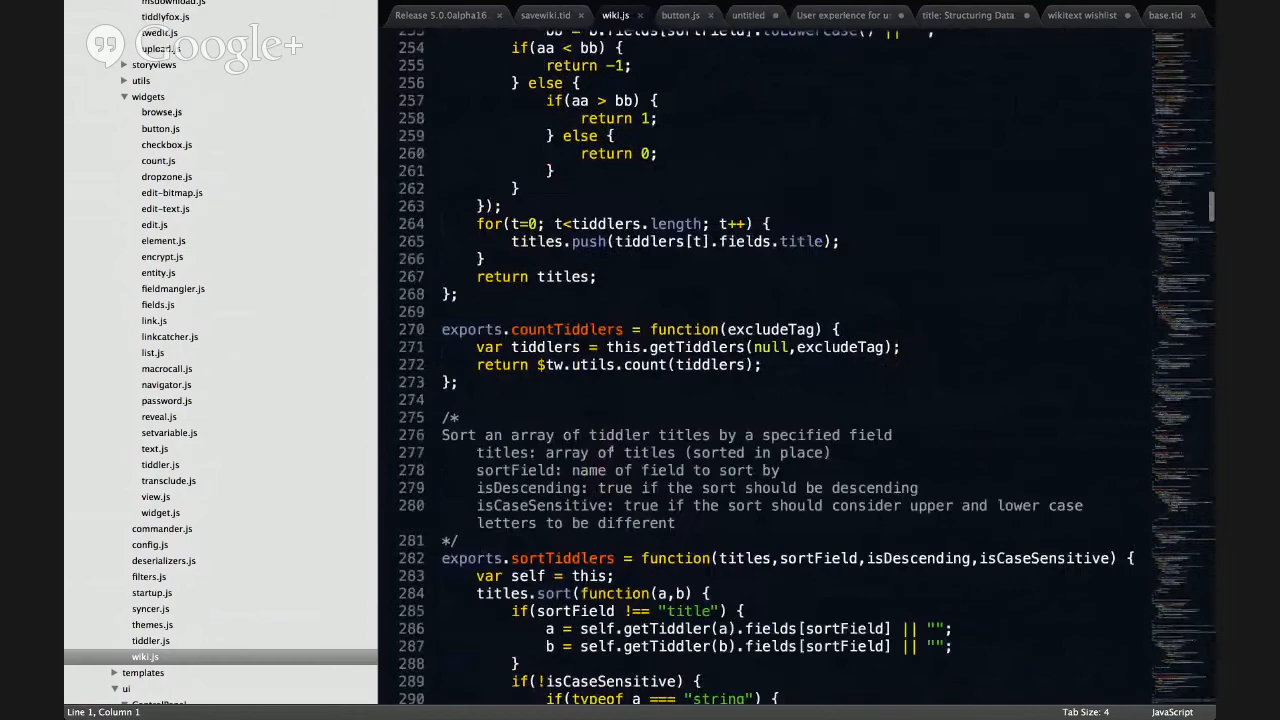 Google+
msdownload.js
tiddlyfox.js
twedic.js
upload.js
storyviews
utils
widgets
browse.js
button.js
checkbox.js
count.js
dropzone.js
edit-bitmap.js
edit-text.js
edit.js
element.js
encrypt.js
entity.js
fieldmangler.js
fields.js
link.js
linkcatcher.js
list.js
macrocall.js
navigator.js
password.js
reveal.js
setvariable.js
text.js
tiddler.js
transclude.js
view.js
widget.js
commander.js
config.js
deserializers.js
filters.js
startup.js
syncer.js
themes.js
tiddler.js
wiki.js
templates
ui
ControlPanel
Release 5.0.0alpha16 savewiki.tid wiki.js button.js untitled User experience for u title: Structuring Data wikitext wishlist base.tid
253 bb = b.fields[sortField].toLowerCase() ||
254 if(aa < bb) {
255 return -1;
256 } else {
257 if(aa > bb) {
258 return 1;
259 } else {
260 return 0;
261 }
262 }
263 });
264 for(t=0; t<tiddlers.length; t++) {
265 titles.push(tiddlers[t].fields.title);
266 }
267 return titles;
268 };
269
270 exports.countTiddlers = function(excludeTag) {
271 var tiddlers = this.getTiddlers(null,excludeTag);
272 return $tw.utils.count(tiddlers);
273 };
274
275 /*
276 Sort an array of tiddler titles by a specified field
277 titles: array of titles (sorted in place)
278 sortField: name of field to sort by
279 isDescending: true if the sort should be descending
280 isCaseSensitive: true if the sort should consider upper and lower case
letters to be different
281 */
282 exports.sortTiddlers = function(titles,sortField,isDescending,isCaseSensitive) {
283 var self = this;
284 titles.sort(function(a,b) {
285 if(sortField !== "title") {
286 a = self.getTiddler(a).fields[sortField] || "";
287 b = self.getTiddler(b).fields[sortField] || "";
288 }
289 if(!isCaseSensitive) {
290 if(typeof a === "string") {
Line 1, Column 1 Tab Size: 4 JavaScript